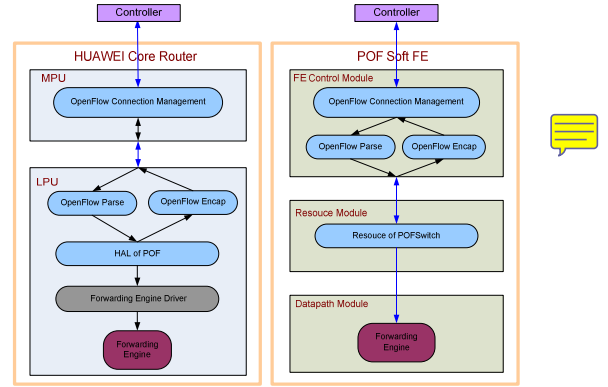 Controller
HUAWEI Core Router
MPU
OpenFlow Connection Management
LPU
OpenFlow Parse
OpenFlow Encap
HAL of POF
Forwarding Engine Driver
Forwarding
Engine
Controller
POF Soft FE
FE Control Module
OpenFlow Connection Management
OpenFlow Parse
OpenFlow Encap
Resouce Module
Resouce of POFSwitch
Datapath Module
Forwarding
Engine